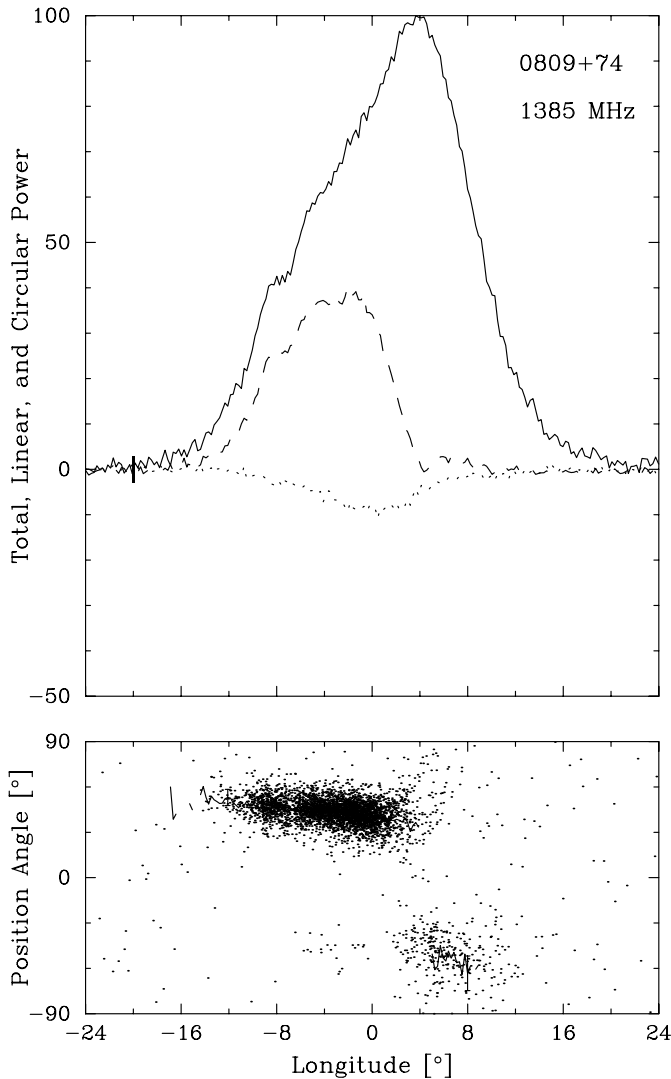 100
50
0
−50
Total, Linear, and Circular Power
0809+74
1385 MHz
90
0
−90
Position Angle [°]
−24 −16 −8 0 8 16 24
Longitude [°]